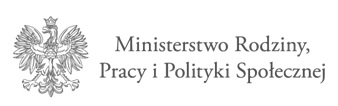 Ministerstwo Rodziny,
Pracy i Polityki Społecznej